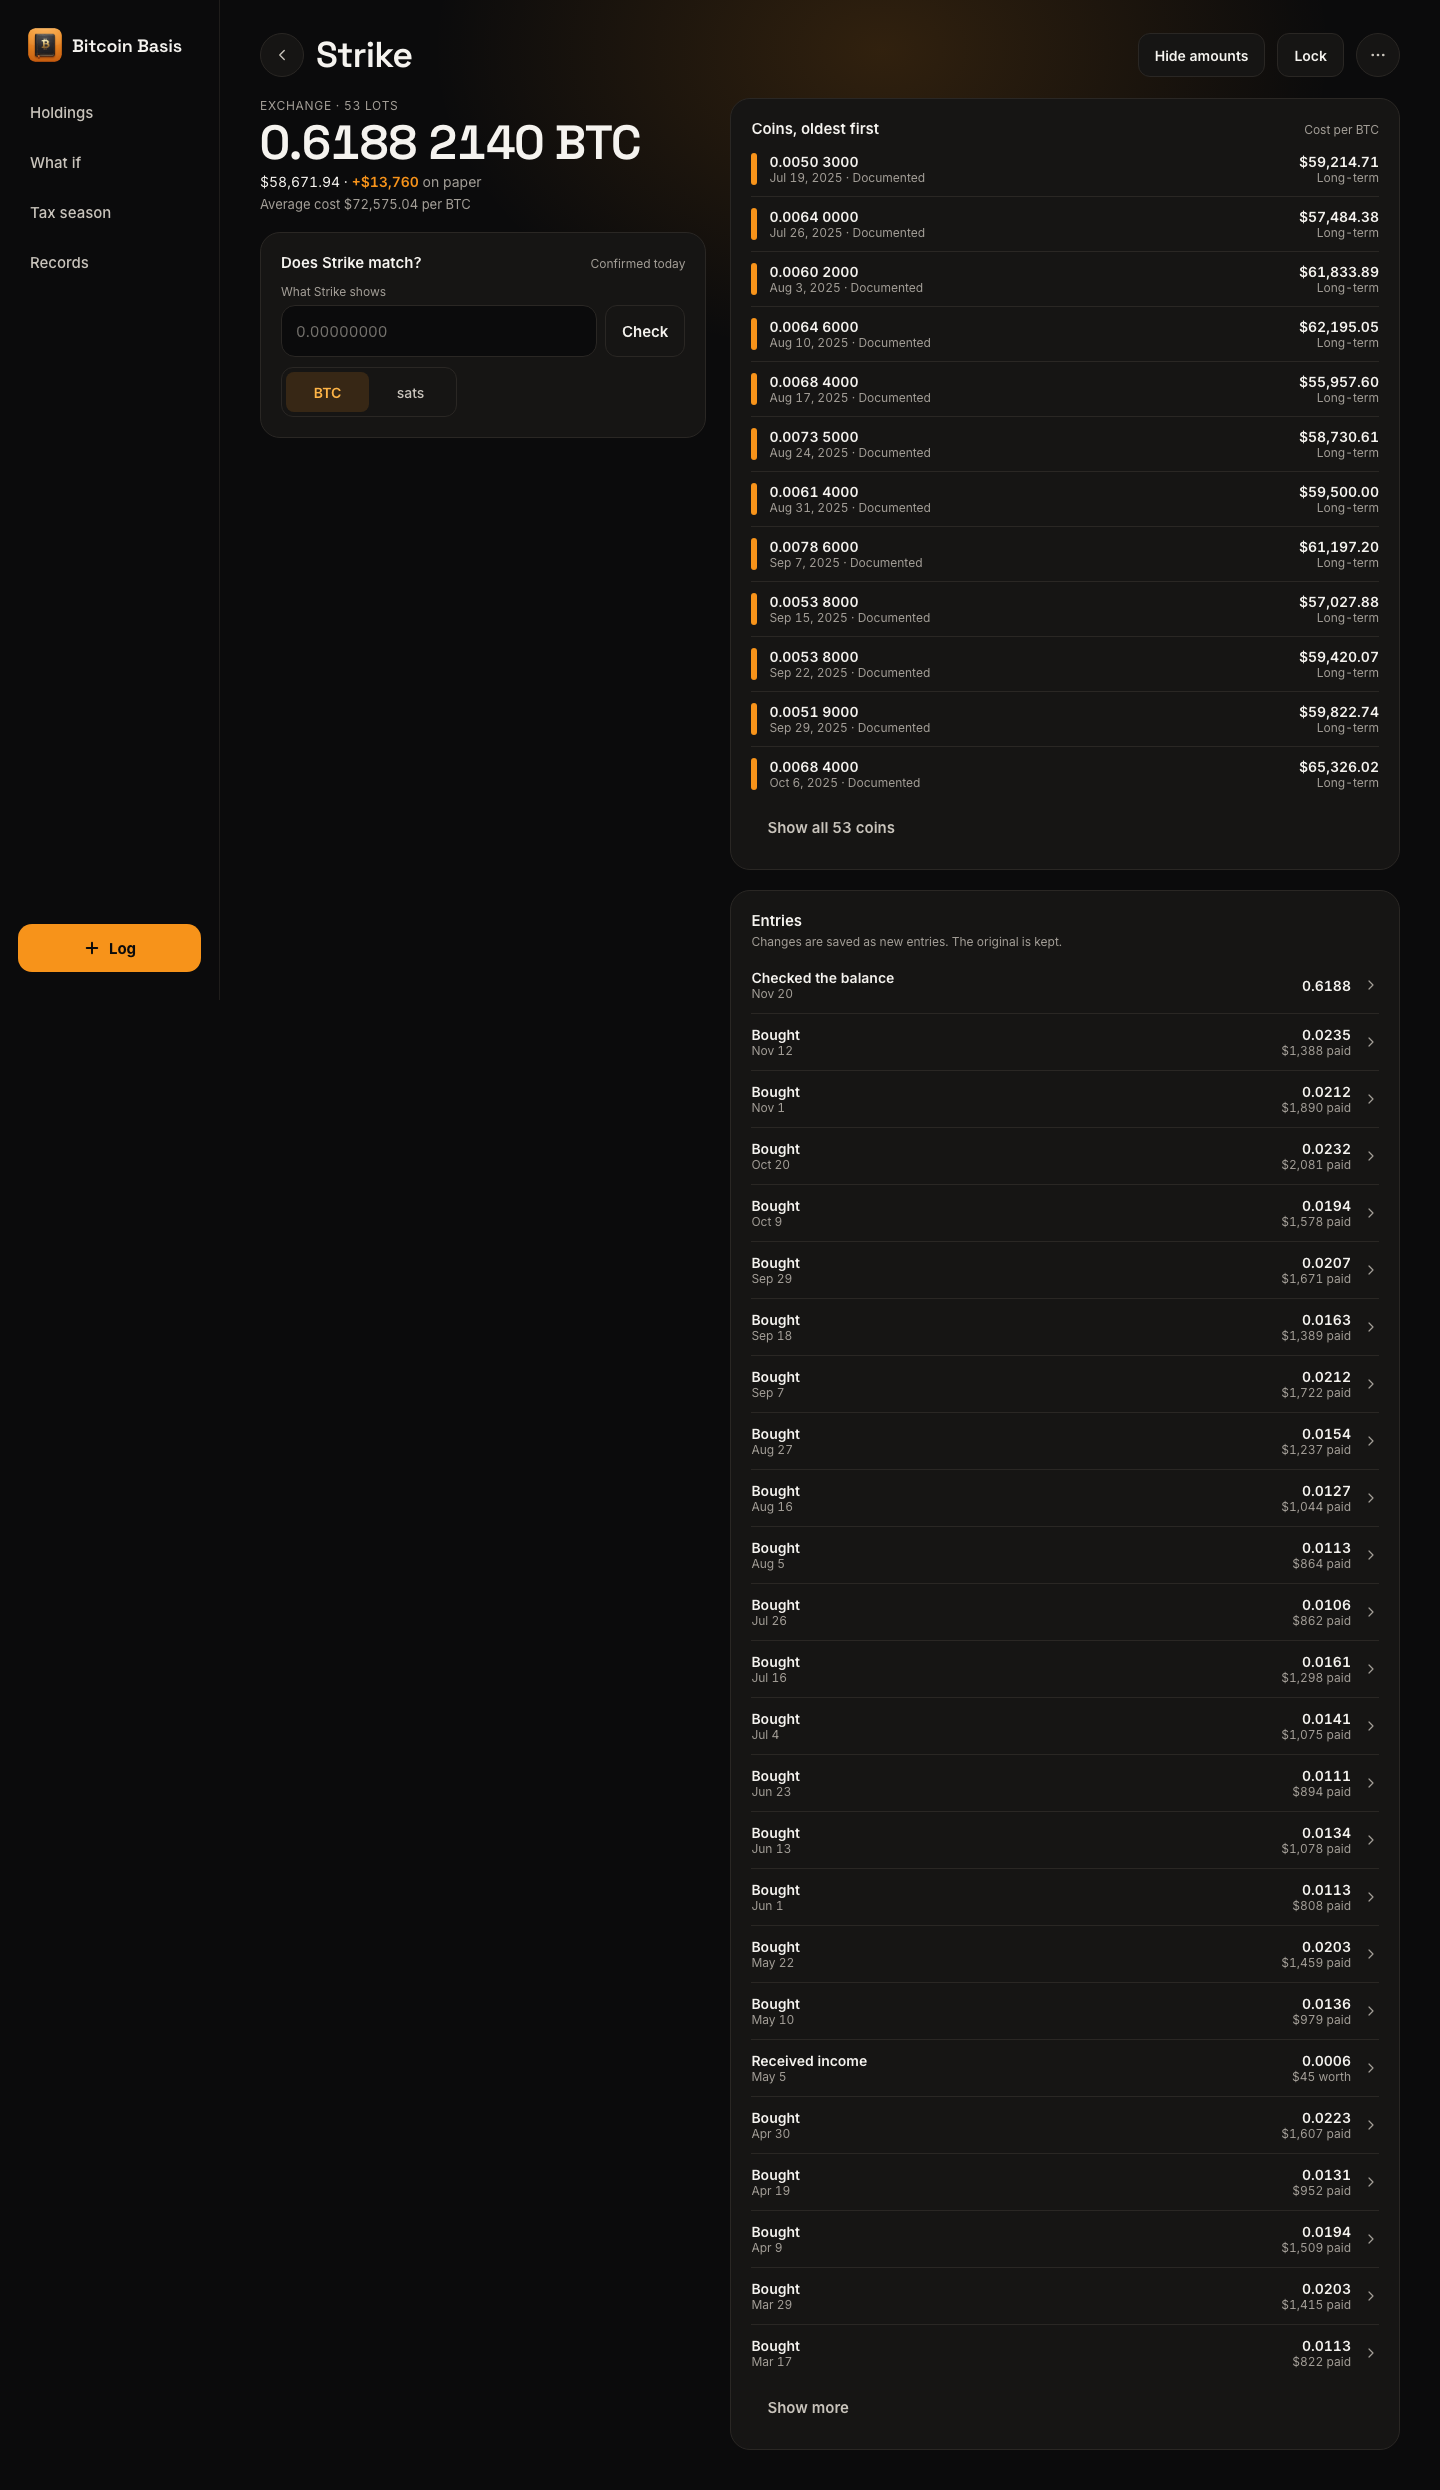 Bitcoin Basis
Holdings
What if
Tax season
Records
Log
Strike
Hide amounts
Lock
EXCHANGE · 53 LOTS
0.6188 2140 BTC
$58,671.94 · +$13,760 on paper
Average cost $72,575.04 per BTC
Does Strike match?
Confirmed today
What Strike shows
0.00000000
Check
BTC
sats
Coins, oldest first
Cost per BTC
0.0050 3000 $59,214.71
Jul 19, 2025 · Documented Long-term
0.0064 0000 $57,484.38
Jul 26, 2025 · Documented Long-term
0.0060 2000 $61,833.89
Aug 3, 2025 · Documented Long-term
0.0064 6000 $62,195.05
Aug 10, 2025 · Documented Long-term
0.0068 4000 $55,957.60
Aug 17, 2025 · Documented Long-term
0.0073 5000 $58,730.61
Aug 24, 2025 · Documented Long-term
0.0061 4000 $59,500.00
Aug 31, 2025 · Documented Long-term
0.0078 6000 $61,197.20
Sep 7, 2025 · Documented Long-term
0.0053 8000 $57,027.88
Sep 15, 2025 · Documented Long-term
0.0053 8000 $59,420.07
Sep 22, 2025 · Documented Long-term
0.0051 9000 $59,822.74
Sep 29, 2025 · Documented Long-term
0.0068 4000 $65,326.02
Oct 6, 2025 · Documented Long-term
Show all 53 coins
Entries
Changes are saved as new entries. The original is kept.
Checked the balance 0.6188
Nov 20
Bought 0.0235
Nov 12 $1,388 paid
Bought 0.0212
Nov 1 $1,890 paid
Bought 0.0232
Oct 20 $2,081 paid
Bought 0.0194
Oct 9 $1,578 paid
Bought 0.0207
Sep 29 $1,671 paid
Bought 0.0163
Sep 18 $1,389 paid
Bought 0.0212
Sep 7 $1,722 paid
Bought 0.0154
Aug 27 $1,237 paid
Bought 0.0127
Aug 16 $1,044 paid
Bought 0.0113
Aug 5 $864 paid
Bought 0.0106
Jul 26 $862 paid
Bought 0.0161
Jul 16 $1,298 paid
Bought 0.0141
Jul 4 $1,075 paid
Bought 0.0111
Jun 23 $894 paid
Bought 0.0134
Jun 13 $1,078 paid
Bought 0.0113
Jun 1 $808 paid
Bought 0.0203
May 22 $1,459 paid
Bought 0.0136
May 10 $979 paid
Received income 0.0006
May 5 $45 worth
Bought 0.0223
Apr 30 $1,607 paid
Bought 0.0131
Apr 19 $952 paid
Bought 0.0194
Apr 9 $1,509 paid
Bought 0.0203
Mar 29 $1,415 paid
Bought 0.0113
Mar 17 $822 paid
Show more